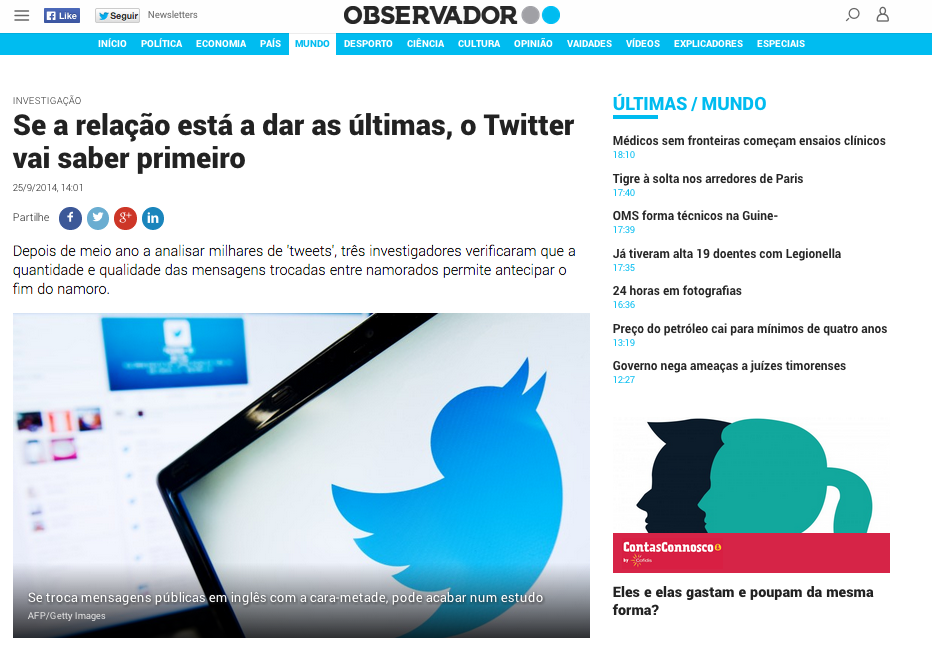 Like
Seguir
Newsletters
OBSERVADOR
INÍCIO POLÍTICA ECONOMIA PAÍS MUNDO DESPORTO CIÊNCIA CULTURA OPINIÃO VAIDADES VÍDEOS EXPLICADORES ESPECIAIS
INVESTIGAÇÃO
Se a relação está a dar as últimas, o Twitter
vai saber primeiro
25/9/2014, 14:01
Partilhe
Depois de meio ano a analisar milhares de 'tweets', três investigadores verificaram que a
quantidade e qualidade das mensagens trocadas entre namorados permite antecipar o
fim do namoro.
Se troca mensagens públicas em inglês com a cara-metade, pode acabar num estudo
AFP/Getty Images
ÚLTIMAS / MUNDO
Médicos sem fronteiras começam ensaios clínicos
18:10
Tigre à solta nos arredores de Paris
17:40
OMS forma técnicos na Guine-
17:39
Já tiveram alta 19 doentes com Legionella
17:35
24 horas em fotografias
16:36
Preço do petróleo cai para mínimos de quatro anos
13:19
Governo nega ameaças a juízes timorenses
12:27
ContasConnosco
by
Eles e elas gastam e poupam da mesma
forma?